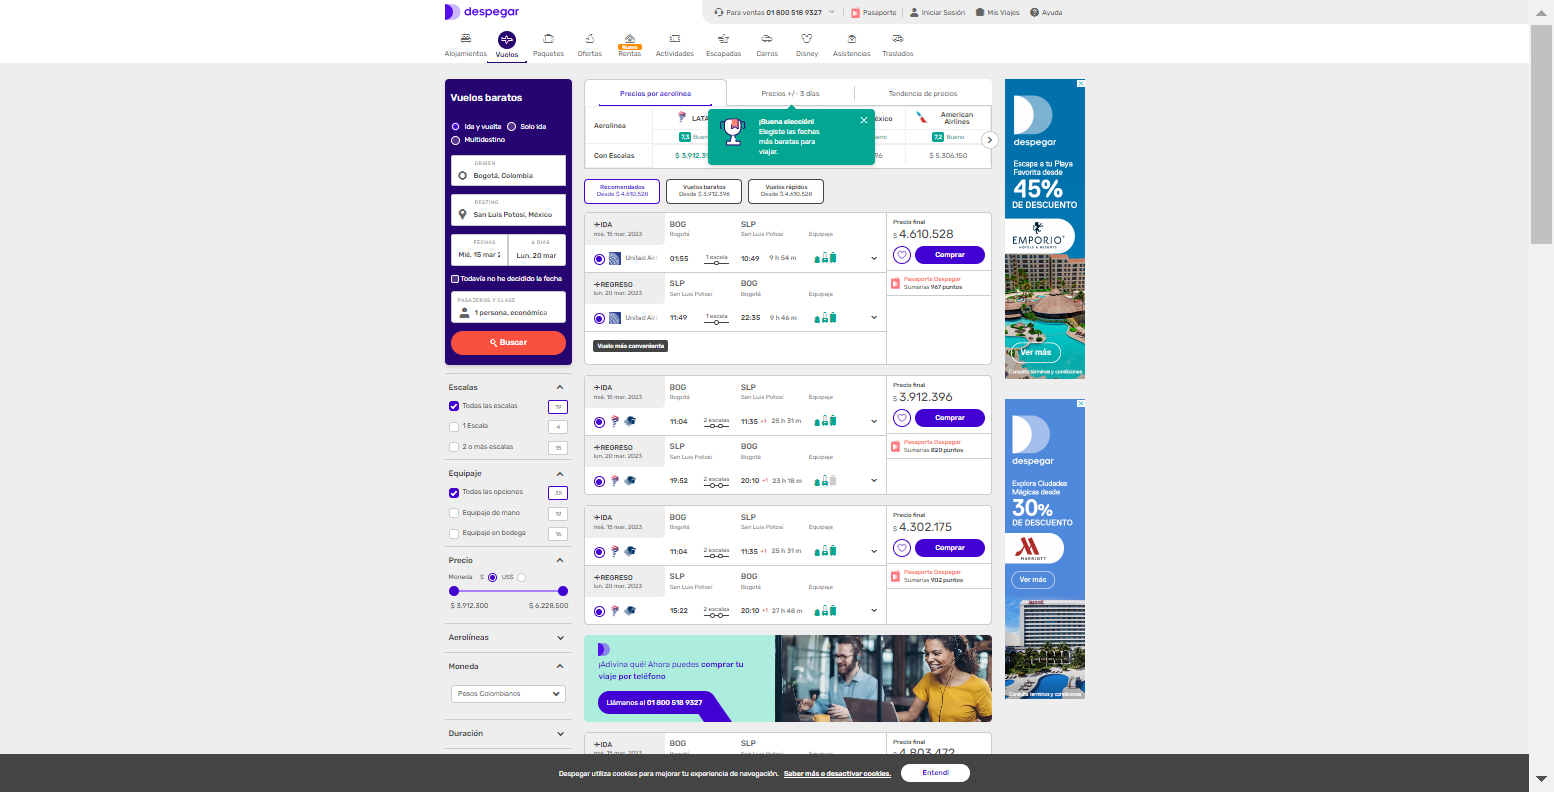 despegar
Para ventas 01 800 518 9327
Pasaporte
Iniciar Sesión
Mis Viajes
Ayuda
Alojamientos
Vuelos
Paquetes
Ofertas
Nuevo
Rentas
Actividades
Escapadas
Carros
Disney
Asistencias
Traslados
Vuelos baratos
Ida y vuelta
Solo Ida
Multidestino
ORIGEN
Bogotá, Colombia
DESTINO
San Luis Potosí, México
FECHAS
6 DÍAS
Mié, 15 mar 2
Lun, 20 mar
Todavía no he decidido la fecha
PASAJEROS Y CLASE
1 persona, económica
Buscar
Escalas
Todas las escalas 19
1 Escala 4
2 o más escalas 15
Equipaje
Todas las opciones 35
Equipaje de mano 19
Equipaje en bodega 16
Precio
Moneda $ US$
$ 3.912.300
$ 6.228.500
Aerolíneas
Moneda
Pesos Colombianos
Duración
Precios por aerolínea
Precios +/- 3 días
Tendencia de precios
Aerolínea
LATA
éxico
American
Airlines
7,3 Buen
ueno
7,2 Bueno
Con Escalas
$ 3.912.39
96
$ 5.306.150
¡Buena elección!
Elegiste las fechas
más baratas para
viajar.
Recomendados
Desde $ 4.610.528
Vuelos baratos
Desde $ 3.912.396
Vuelos rápidos
Desde $ 4.610.528
IDA BOG SLP
mié. 15 mar. 2023 Bogotá San Luis Potosí Equipaje
United Airl 01:55 1 escala 10:49 9 h 54 m
REGRESO SLP BOG
lun. 20 mar. 2023 San Luis Potosí Bogotá Equipaje
United Airl 11:49 1 escala 22:35 9 h 46 m
Vuelo más conveniente
Precio final
$ 4.610.528
Comprar
Pasaporte Despegar
Sumarías 967 puntos
IDA BOG SLP
mié. 15 mar. 2023 Bogotá San Luis Potosí Equipaje
11:04 2 escalas 11:35 +1 25 h 31 m
REGRESO SLP BOG
lun. 20 mar. 2023 San Luis Potosí Bogotá Equipaje
19:52 2 escalas 20:10 +1 23 h 18 m
Precio final
$ 3.912.396
Comprar
Pasaporte Despegar
Sumarías 820 puntos
IDA BOG SLP
mié. 15 mar. 2023 Bogotá San Luis Potosí Equipaje
11:04 2 escalas 11:35 +1 25 h 31 m
REGRESO SLP BOG
lun. 20 mar. 2023 San Luis Potosí Bogotá Equipaje
15:22 2 escalas 20:10 +1 27 h 48 m
Precio final
$ 4.302.175
Comprar
Pasaporte Despegar
Sumarías 902 puntos
¡Adivina qué! Ahora puedes comprar tu
viaje por teléfono
Llámanos al 01 800 518 9327
IDA BOG SLP
mié. 15 mar. 2023 Bogotá San Luis Potosí Equipaje
Precio final
$ 4.803.472
despegar
Escapa a tu Playa
Favorita desde
45%
DE DESCUENTO
EMPORIO
HOTELS & RESORTS
Ver más
Consulta términos y condiciones
despegar
Explora Ciudades
Mágicas desde
30%
DE DESCUENTO
MARRIOTT
Ver más
Consulta términos y condiciones
Despegar utiliza cookies para mejorar tu experiencia de navegación. Saber más o desactivar cookies.
Entendí